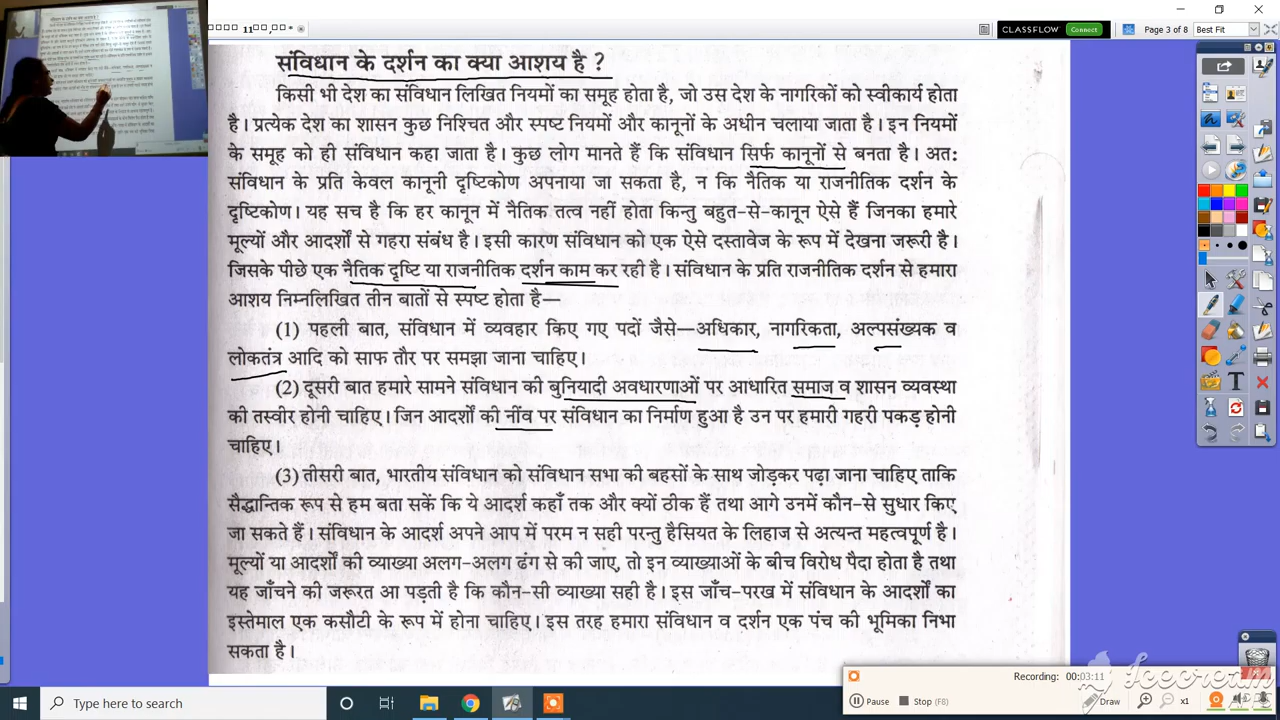 CLASSFLOW Connect Page 3 of 8 Best Fit
संविधान के दर्शन का क्या आशय है ?
किसी भी देश का संविधान लिखित नियमों का समूह होता है, जो उस देश के नागरिकों को स्वीकार्य होता
है। प्रत्येक देश का शासन कुछ निश्चित और स्पष्ट नियमों और कानूनों के अधीन चलाया जाता है। इन नियमों
के समूह को ही संविधान कहा जाता है। कुछ लोग मानते हैं कि संविधान सिर्फ कानूनों से बनता है। अतः
संविधान के प्रति केवल कानूनी दृष्टिकोण अपनाया जा सकता है, न कि नैतिक या राजनीतिक दर्शन के
दृष्टिकोण। यह सच है कि हर कानून में नैतिक तत्व नहीं होता किन्तु बहुत-से-कानून ऐसे हैं जिनका हमारे
मूल्यों और आदर्शों से गहरा संबंध है। इसी कारण संविधान को एक ऐसे दस्तावेज के रूप में देखना जरूरी है।
जिसके पीछे एक नैतिक दृष्टि या राजनीतिक दर्शन काम कर रही है। संविधान के प्रति राजनीतिक दर्शन से हमारा
आशय निम्नलिखित तीन बातों से स्पष्ट होता है—
(1) पहली बात, संविधान में व्यवहार किए गए पदों जैसे—अधिकार, नागरिकता, अल्पसंख्यक व
लोकतंत्र आदि को साफ तौर पर समझा जाना चाहिए।
(2) दूसरी बात हमारे सामने संविधान की बुनियादी अवधारणाओं पर आधारित समाज व शासन व्यवस्था
की तस्वीर होनी चाहिए। जिन आदर्शों की नींव पर संविधान का निर्माण हुआ है उन पर हमारी गहरी पकड़ होनी
चाहिए।
(3) तीसरी बात, भारतीय संविधान को संविधान सभा की बहसों के साथ जोड़कर पढ़ा जाना चाहिए ताकि
सैद्धान्तिक रूप से हम बता सकें कि ये आदर्श कहाँ तक और क्यों ठीक हैं तथा आगे उनमें कौन-से सुधार किए
जा सकते हैं। संविधान के आदर्श अपने आप में परम न सही परन्तु हैसियत के लिहाज से अत्यन्त महत्वपूर्ण है।
मूल्यों या आदर्शों की व्याख्या अलग-अलग ढंग से की जाए, तो इन व्याख्याओं के बीच विरोध पैदा होता है तथा
यह जाँचने की जरूरत आ पड़ती है कि कौन-सी व्याख्या सही है। इस जाँच-परख में संविधान के आदर्शों का
इस्तेमाल एक कसौटी के रूप में होना चाहिए। इस तरह हमारा संविधान व दर्शन एक पंच की भूमिका निभा
सकता है।
Recording: 00:03:11
Pause Stop (F8) Draw x1
Icecream
Type here to search